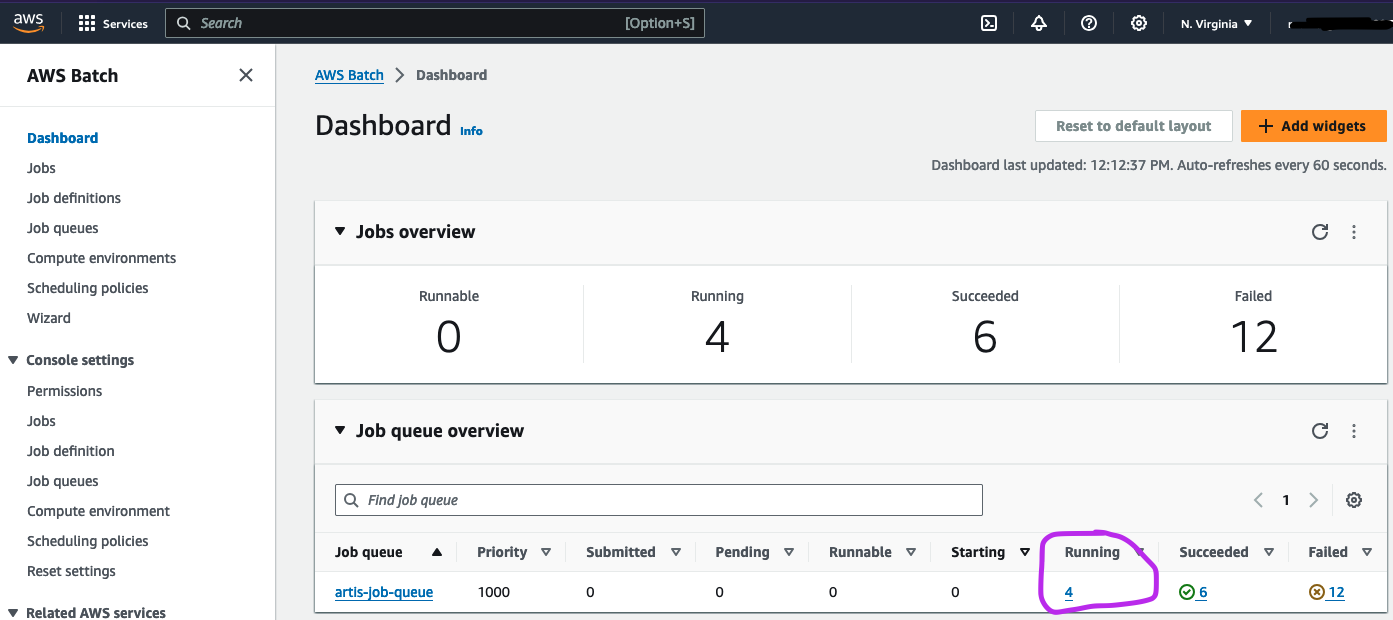 aws
Services
Search
[Option+S]
N. Virginia
AWS Batch
Dashboard
Jobs
Job definitions
Job queues
Compute environments
Scheduling policies
Wizard
Console settings
Permissions
Jobs
Job definition
Job queues
Compute environment
Scheduling policies
Reset settings
Related AWS services
AWS Batch > Dashboard
Dashboard Info
Reset to default layout
+ Add widgets
Dashboard last updated: 12:12:37 PM. Auto-refreshes every 60 seconds.
Jobs overview
Runnable Running Succeeded Failed
0 4 6 12
Job queue overview
Find job queue
1
Job queue Priority Submitted Pending Runnable Starting Running Succeeded Failed
artis-job-queue 1000 0 0 0 0 4 6 12